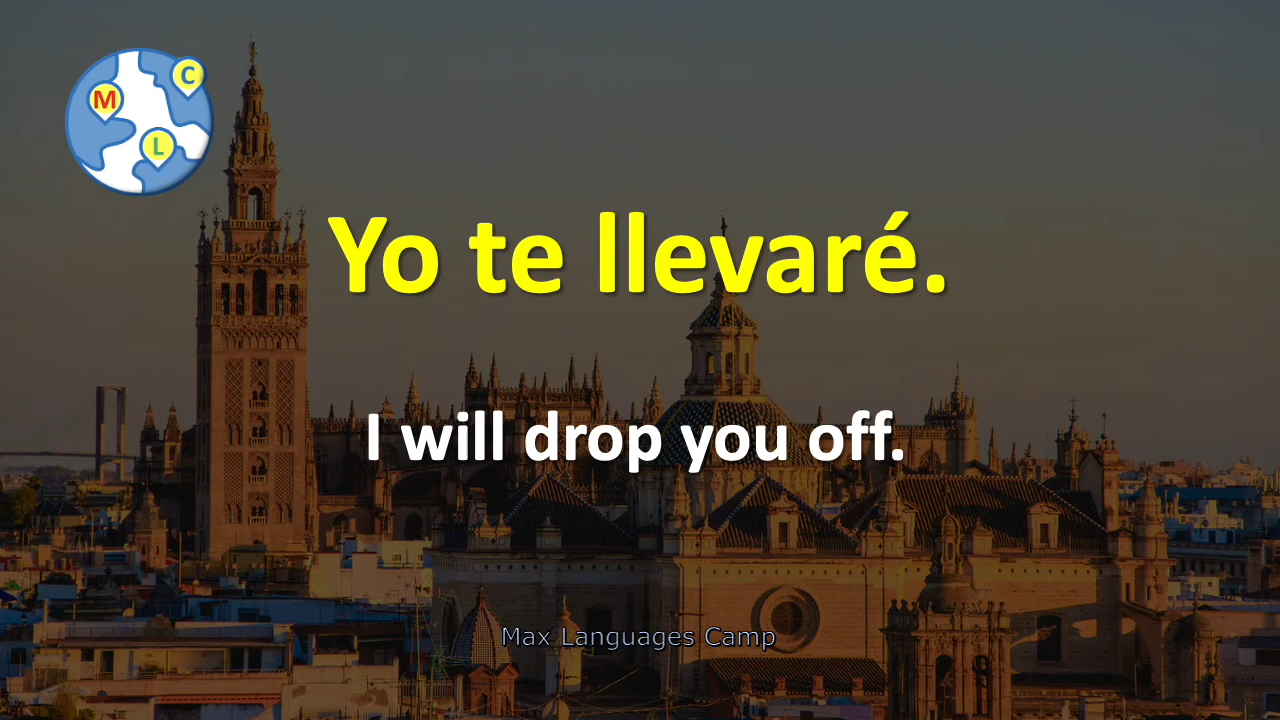 M
C
L
Yo te llevaré.
I will drop you off.
Max Languages Camp